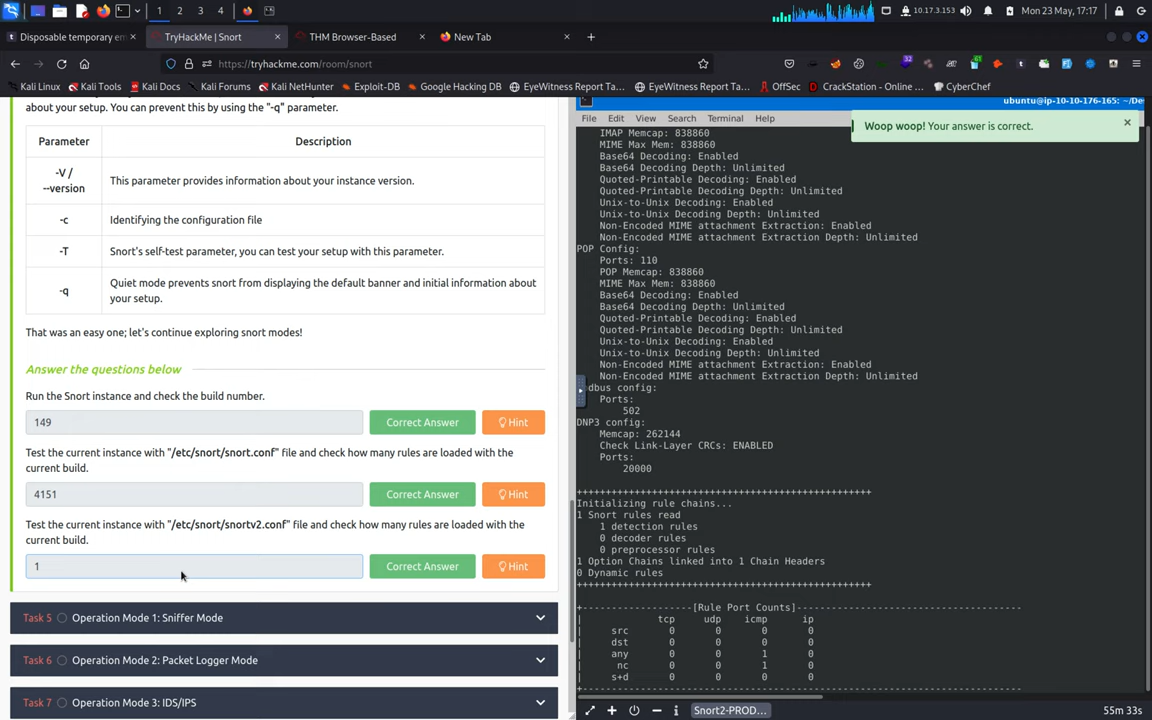 1 2 3 4
10.17.3.153
Mon 23 May, 17:17
Disposable temporary em
TryHackMe | Snort
THM Browser-Based
New Tab
https://tryhackme.com/room/snort
Kali Linux
Kali Tools
Kali Docs
Kali Forums
Kali NetHunter
Exploit-DB
Google Hacking DB
EyeWitness Report Ta...
EyeWitness Report Ta...
OffSec
CrackStation - Online ...
CyberChef
about your setup. You can prevent this by using the "-q" parameter.
Parameter Description
-V /
--version
This parameter provides information about your instance version.
-c Identifying the configuration file
-T Snort's self-test parameter, you can test your setup with this parameter.
-q
Quiet mode prevents snort from displaying the default banner and initial information about
your setup.
That was an easy one; let's continue exploring snort modes!
Answer the questions below
Run the Snort instance and check the build number.
149 Correct Answer Hint
Test the current instance with "/etc/snort/snort.conf" file and check how many rules are loaded with the
current build.
4151 Correct Answer Hint
Test the current instance with "/etc/snort/snortv2.conf" file and check how many rules are loaded with the
current build.
1 Correct Answer Hint
Task 5 Operation Mode 1: Sniffer Mode
Task 6 Operation Mode 2: Packet Logger Mode
Task 7 Operation Mode 3: IDS/IPS
ubuntu@ip-10-10-176-165: ~/De
File Edit View Search Terminal Help
Woop woop! Your answer is correct.
IMAP Memcap: 838860
MIME Max Mem: 838860
Base64 Decoding: Enabled
Base64 Decoding Depth: Unlimited
Quoted-Printable Decoding: Enabled
Quoted-Printable Decoding Depth: Unlimited
Unix-to-Unix Decoding: Enabled
Unix-to-Unix Decoding Depth: Unlimited
Non-Encoded MIME attachment Extraction: Enabled
Non-Encoded MIME attachment Extraction Depth: Unlimited
POP Config:
Ports: 110
POP Memcap: 838860
MIME Max Mem: 838860
Base64 Decoding: Enabled
Base64 Decoding Depth: Unlimited
Quoted-Printable Decoding: Enabled
Quoted-Printable Decoding Depth: Unlimited
Unix-to-Unix Decoding: Enabled
Unix-to-Unix Decoding Depth: Unlimited
Non-Encoded MIME attachment Extraction: Enabled
Non-Encoded MIME attachment Extraction Depth: Unlimited
dbus config:
Ports:
502
DNP3 config:
Memcap: 262144
Check Link-Layer CRCs: ENABLED
Ports:
20000
+++++++++++++++++++++++++++++++++++++++++++++++++++
Initializing rule chains...
1 Snort rules read
1 detection rules
0 decoder rules
0 preprocessor rules
1 Option Chains linked into 1 Chain Headers
0 Dynamic rules
+++++++++++++++++++++++++++++++++++++++++++++++++++
+-------------------[Rule Port Counts]---------------------------------------
| tcp udp icmp ip
| src 0 0 0 0
| dst 0 0 0 0
| any 0 0 1 0
| nc 0 0 1 0
| s+d 0 0 0 0
+----------------------------------------------------------------------------
Snort2-PROD...
55m 33s